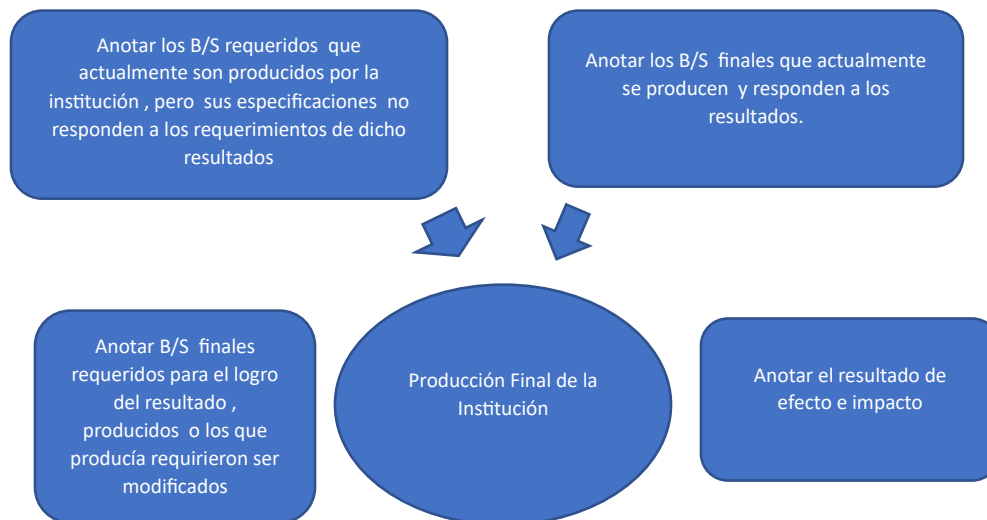 Anotar los B/S requeridos que
actualmente son producidos por la
institución , pero sus especificaciones no
responden a los requerimientos de dicho
resultados
Anotar los B/S finales que actualmente
se producen y responden a los
resultados.
Anotar B/S finales
requeridos para el logro
del resultado ,
producidos o los que
producía requirieron ser
modificados
Producción Final de la
Institución
Anotar el resultado de
efecto e impacto